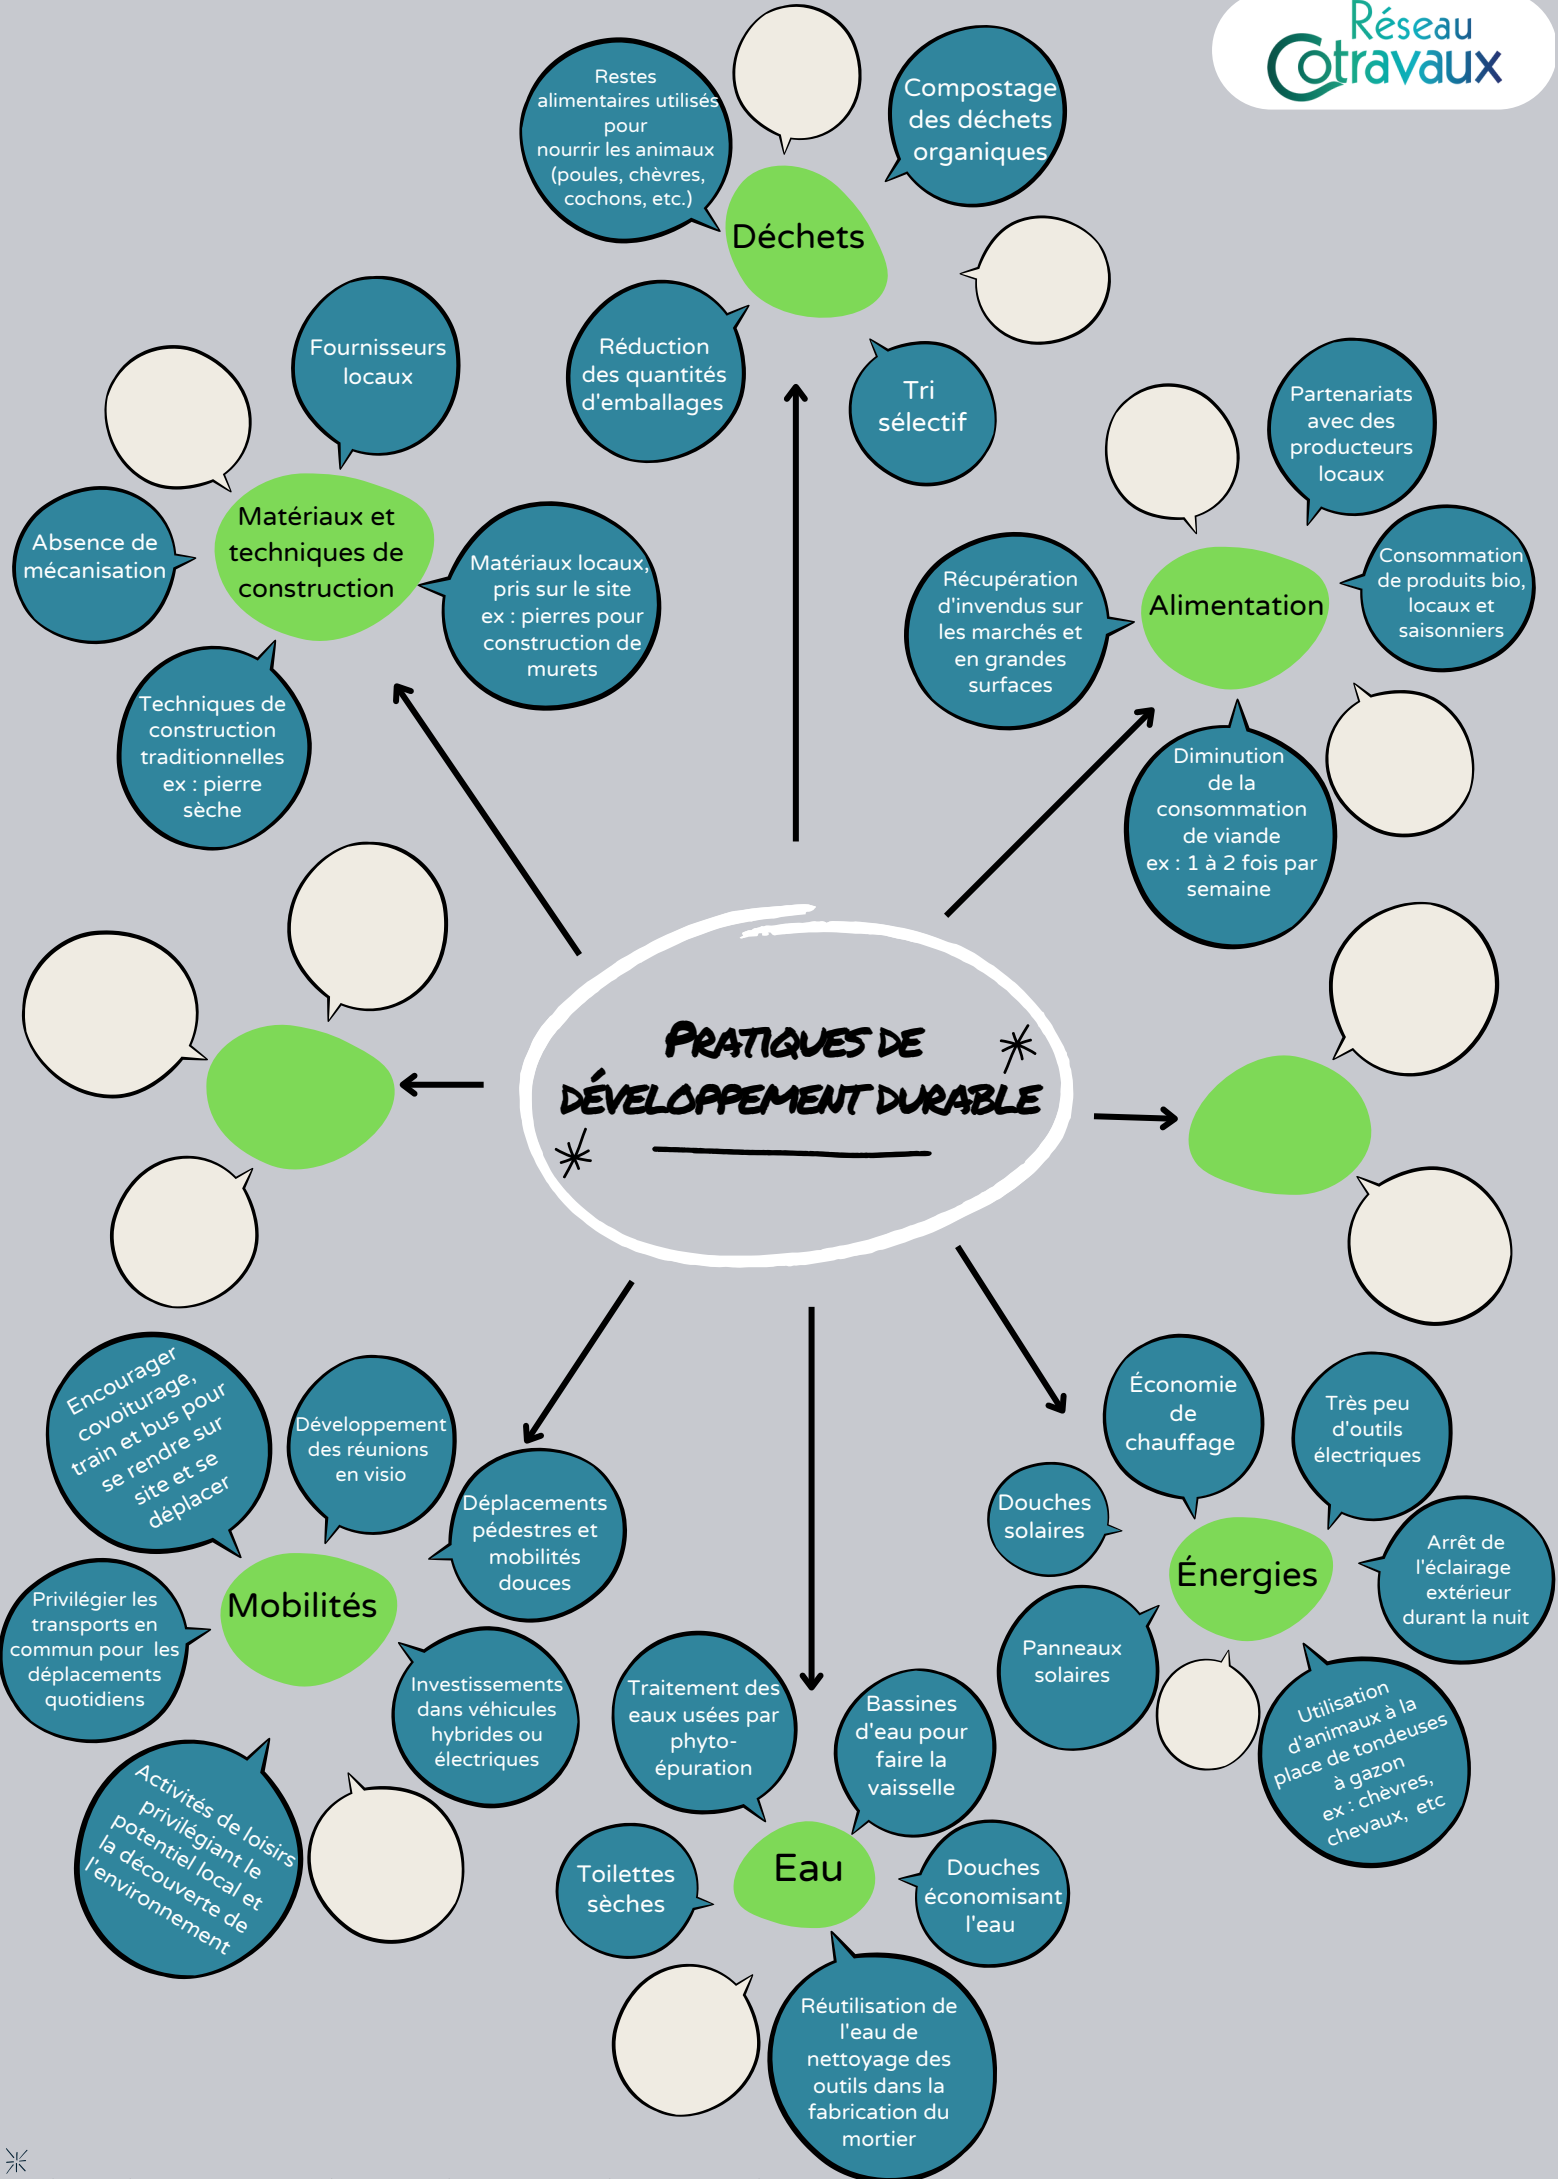 Réseau
Cotravaux
Restes
alimentaires utilisés
pour
nourrir les animaux
(poules, chèvres,
cochons, etc.)
Compostage
des déchets
organiques
Déchets
Réduction
des quantités
d'emballages
Tri
sélectif
Fournisseurs
locaux
Absence de
mécanisation
Matériaux et
techniques de
construction
Matériaux locaux,
pris sur le site
ex : pierres pour
construction de
murets
Techniques de
construction
traditionnelles
ex : pierre
sèche
Partenariats
avec des
producteurs
locaux
Récupération
d'invendus sur
les marchés et
en grandes
surfaces
Alimentation
Consommation
de produits bio,
locaux et
saisonniers
Diminution
de la
consommation
de viande
ex : 1 à 2 fois par
semaine
PRATIQUES DE
DÉVELOPPEMENT DURABLE
Encourager
covoiturage,
train et bus pour
se rendre sur
site et se
déplacer
Développement
des réunions
en visio
Déplacements
pédestres et
mobilités
douces
Mobilités
Privilégier les
transports en
commun pour les
déplacements
quotidiens
Investissements
dans véhicules
hybrides ou
électriques
Activités de loisirs
privilégiant le
potentiel local et
la découverte de
l'environnement
Traitement des
eaux usées par
phyto-
épuration
Bassines
d'eau pour
faire la
vaisselle
Toilettes
sèches
Eau
Douches
économisant
l'eau
Réutilisation de
l'eau de
nettoyage des
outils dans la
fabrication du
mortier
Économie
de
chauffage
Très peu
d'outils
électriques
Douches
solaires
Énergies
Arrêt de
l'éclairage
extérieur
durant la nuit
Panneaux
solaires
Utilisation
d'animaux à la
place de tondeuses
à gazon
ex : chèvres,
chevaux, etc